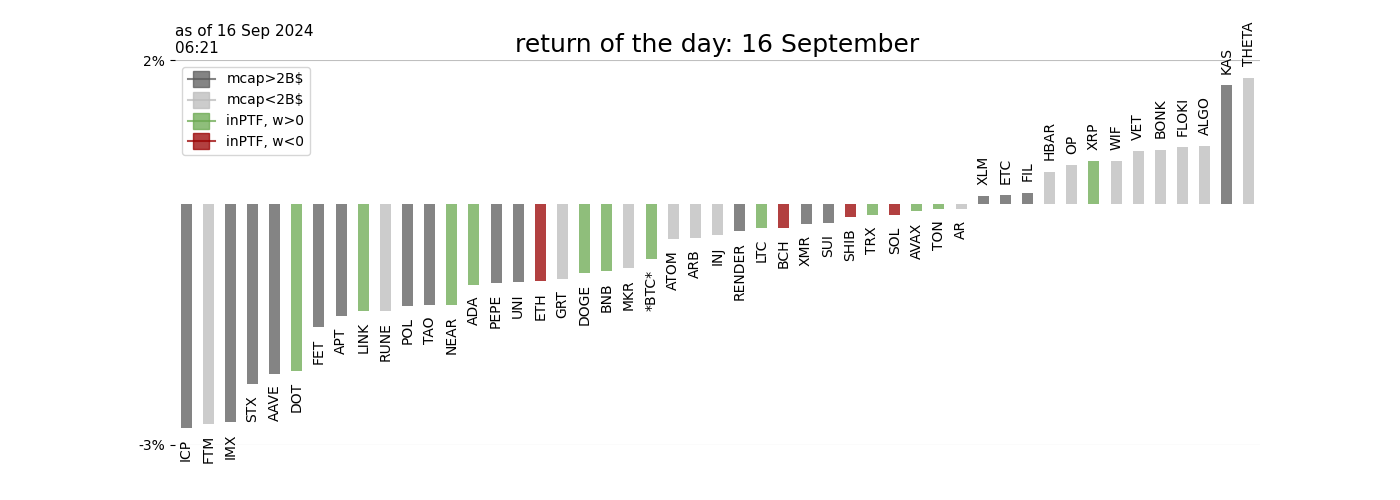 as of 16 Sep 2024
06:21
return of the day: 16 September
2%
mcap>2B$
mcap<2B$
inPTF, w>0
inPTF, w<0
-3%
ICP
FTM
IMX
STX
AAVE
DOT
FET
APT
LINK
RUNE
POL
TAO
NEAR
ADA
PEPE
UNI
ETH
GRT
DOGE
BNB
MKR
*BTC*
ATOM
ARB
INJ
RENDER
LTC
BCH
XMR
SUI
SHIB
TRX
SOL
AVAX
TON
AR
XLM
ETC
FIL
HBAR
OP
XRP
WIF
VET
BONK
FLOKI
ALGO
KAS
THETA